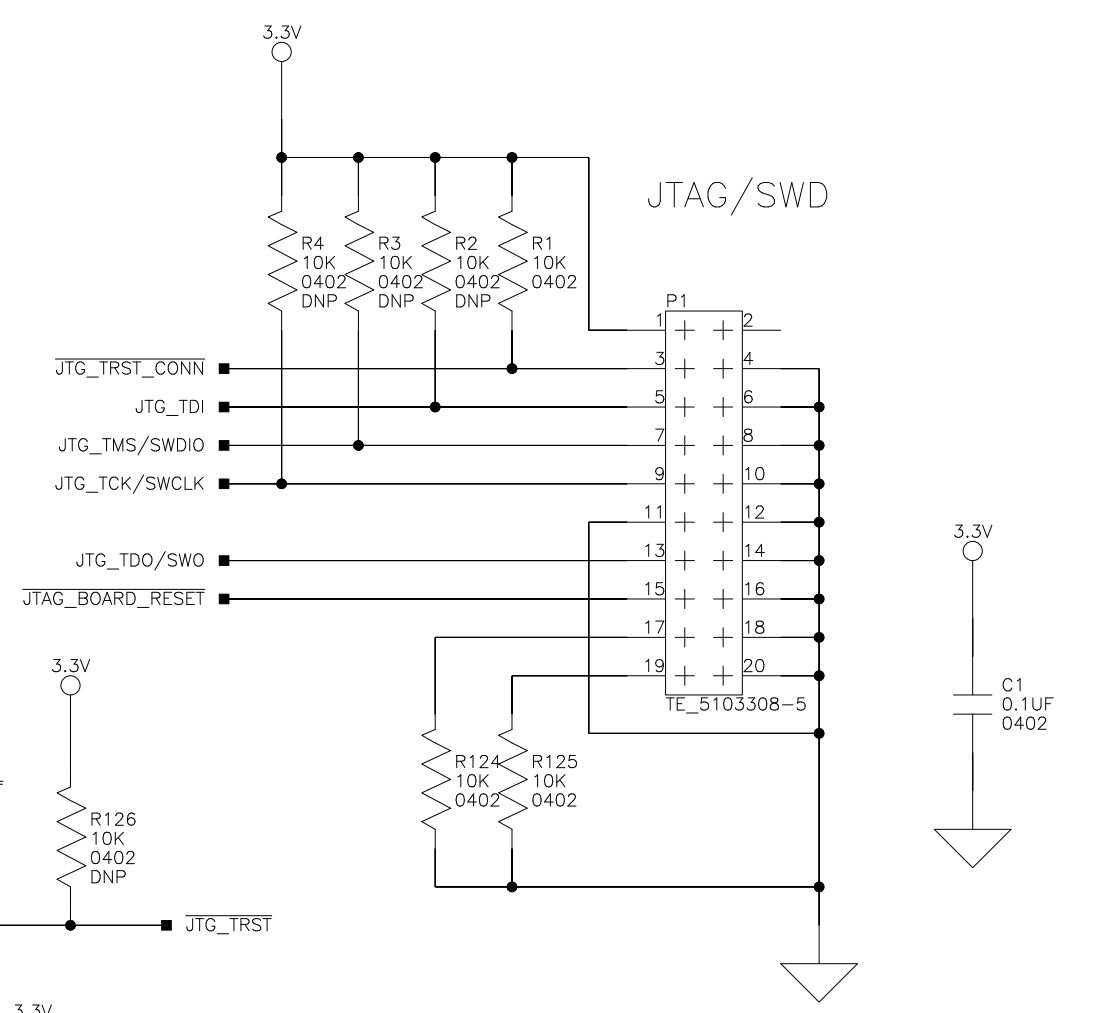 3.3V
JTAG/SWD
R4
10K
0402
DNP
R3
10K
0402
DNP
R2
10K
0402
DNP
R1
10K
0402
P1
1 2
3 4
5 6
7 8
9 10
11 12
13 14
15 16
17 18
19 20
TE_5103308-5
JTG_TRST_CONN
JTG_TDI
JTG_TMS/SWDIO
JTG_TCK/SWCLK
JTG_TDO/SWO
JTAG_BOARD_RESET
3.3V
C1
0.1UF
0402
3.3V
R124
10K
0402
R125
10K
0402
R126
10K
0402
DNP
JTG_TRST
3.3V